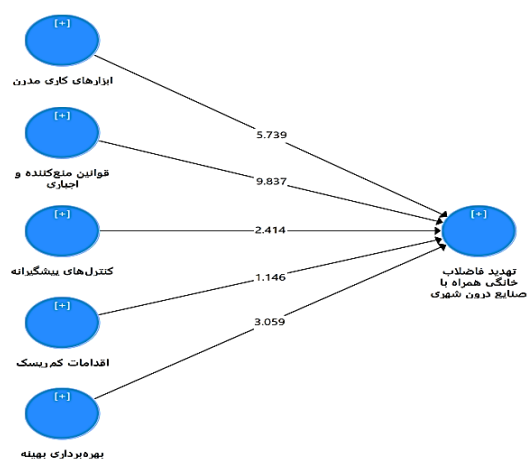 [+]
ابزارهای کاری مدرن
5.739
[+]
قوانین منع‌کننده و
اجباری
9.837
[+]
کنترل‌های پیشگیرانه
2.414
[+]
تهدید فاضلاب
خانگی همراه با
صنایع درون شهری
[+]
اقدامات کم‌ریسک
1.146
[+]
بهره‌برداری بهینه
3.059